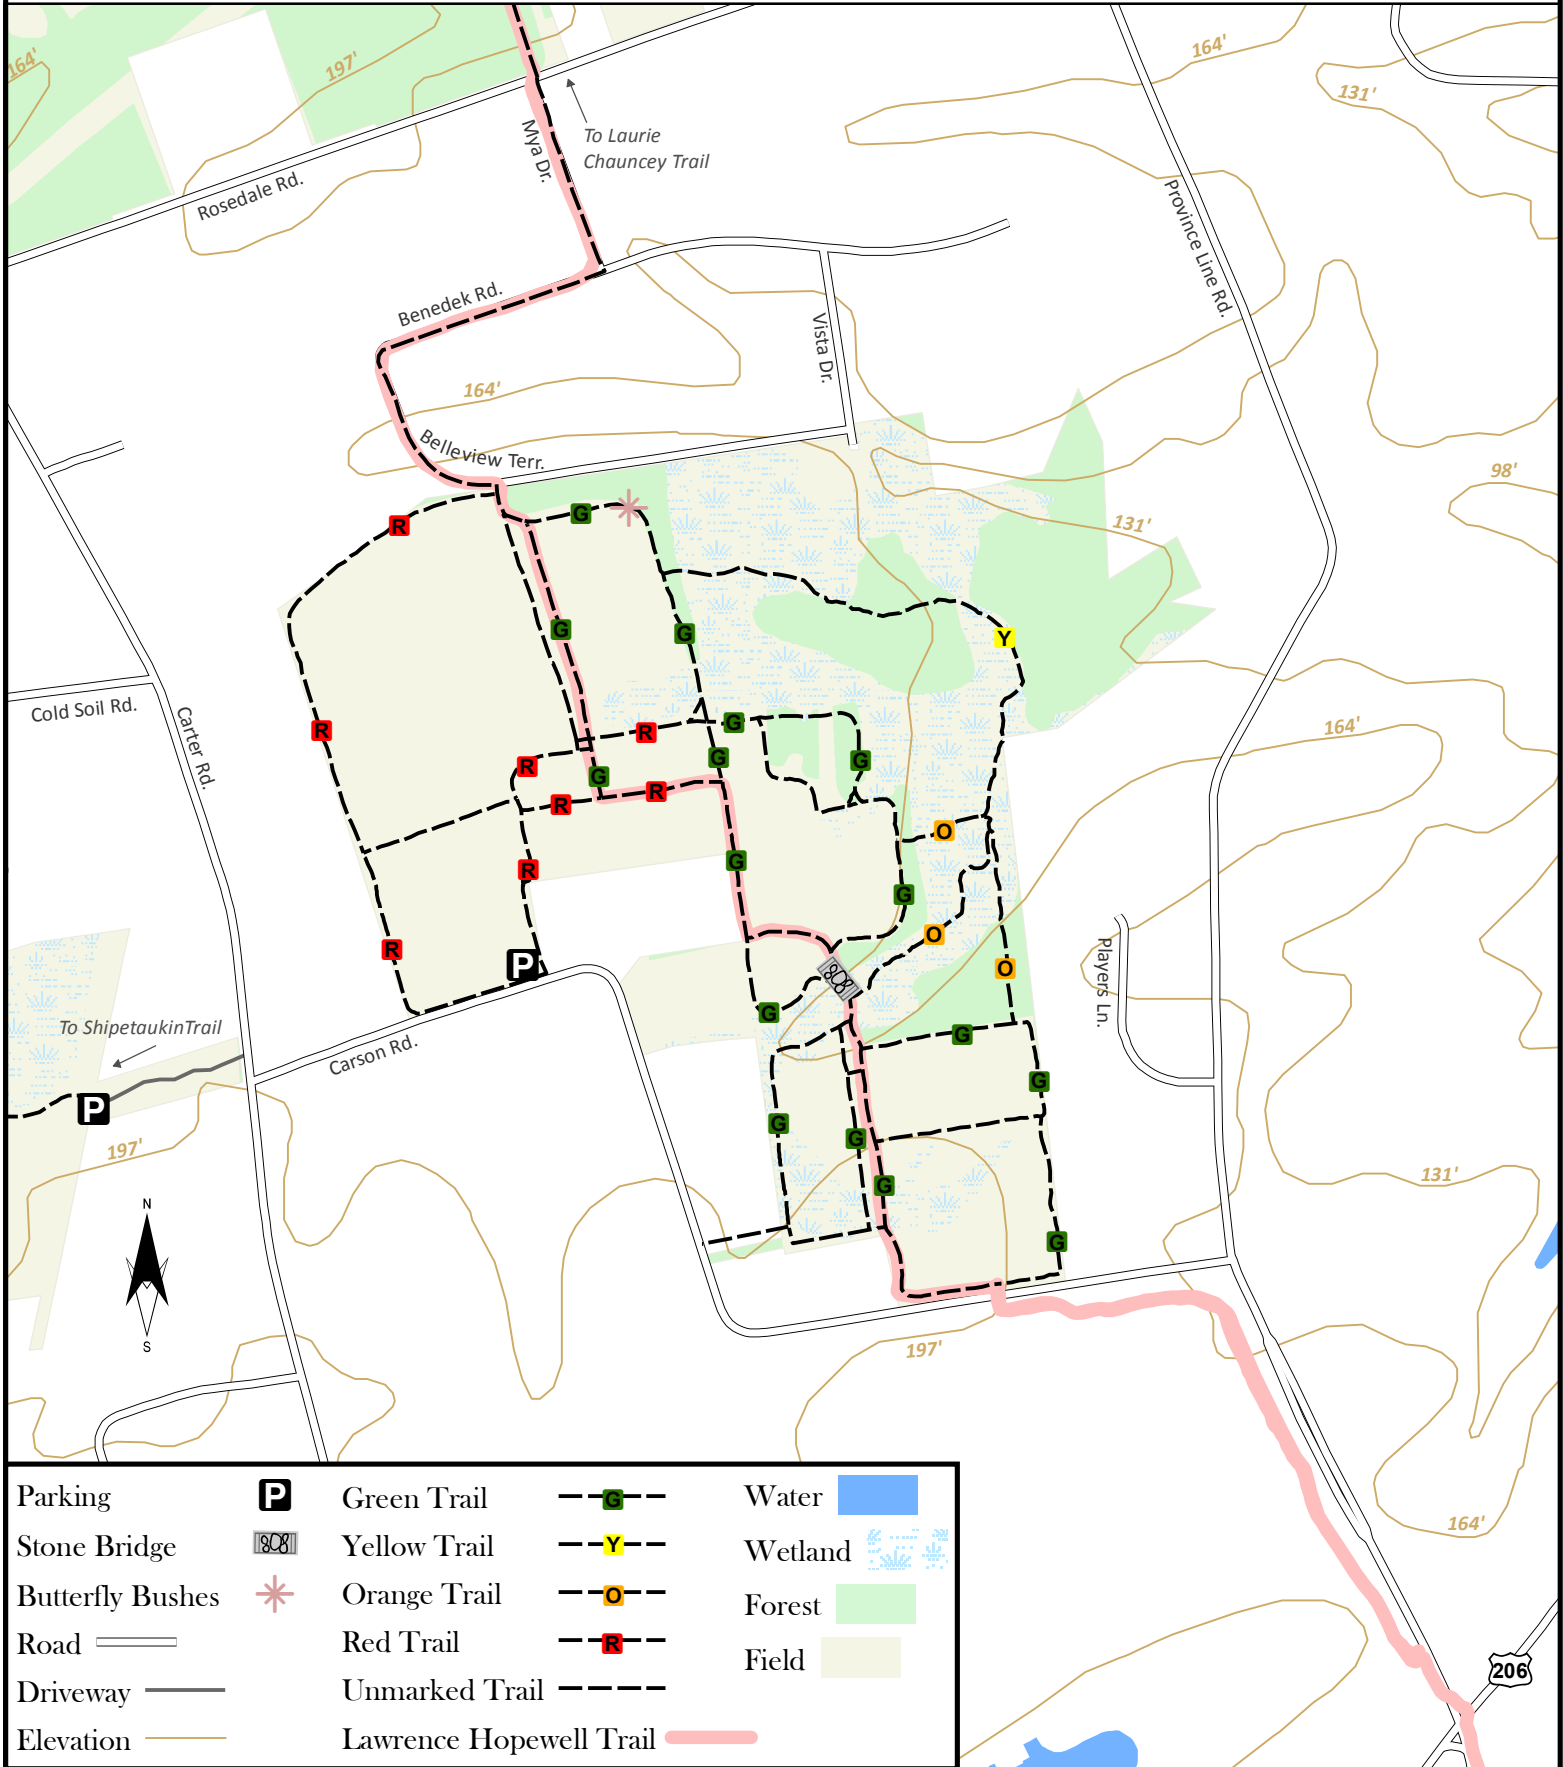 164'
197'
164'
131'
To Laurie
Chauncey Trail
Mya Dr.
Rosedale Rd.
Province Line Rd.
Benedek Rd.
Vista Dr.
164'
Belleview Terr.
98'
131'
R
G
G
G
Y
Cold Soil Rd.
Carter Rd.
R
R
G
164'
R
G
G
G
R
R
O
G
R
G
O
R
P
O
Players Ln.
G
To ShipetaukinTrail
Carson Rd.
G
G
P
G
G
197'
131'
G
N
G
S
197'
164'
Parking P
Stone Bridge
Butterfly Bushes
Road
Driveway
Elevation
Green Trail G
Yellow Trail Y
Orange Trail O
Red Trail R
Unmarked Trail
Lawrence Hopewell Trail
Water
Wetland
Forest
Field
206